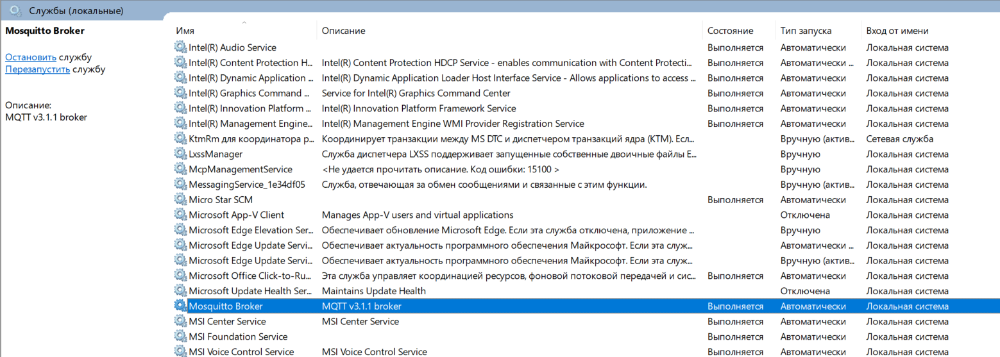 Службы (локальные)
Mosquitto Broker
Остановить службу
Перезапустить службу
Описание:
MQTT v3.1.1 broker
Имя Описание Состояние Тип запуска Вход от имени
Intel(R) Audio Service Выполняется Автоматически Локальная система
Intel(R) Content Protection H... Intel(R) Content Protection HDCP Service - enables communication with Content Protecti... Выполняется Автоматически ... Локальная система
Intel(R) Dynamic Application ... Intel(R) Dynamic Application Loader Host Interface Service - Allows applications to access ... Выполняется Автоматически Локальная система
Intel(R) Graphics Command ... Service for Intel(R) Graphics Command Center Выполняется Автоматически Локальная система
Intel(R) Innovation Platform ... Intel(R) Innovation Platform Framework Service Выполняется Автоматически Локальная система
Intel(R) Management Engine... Intel(R) Management Engine WMI Provider Registration Service Выполняется Автоматически Локальная система
KtmRm для координатора р... Координирует транзакции между MS DTC и диспетчером транзакций ядра (KTM). Есл... Вручную (актив... Сетевая служба
LxssManager Служба диспетчера LXSS поддерживает запущенные собственные двоичные файлы E... Вручную Локальная система
McpManagementService <Не удается прочитать описание. Код ошибки: 15100 > Вручную Локальная система
MessagingService_1e34df05 Служба, отвечающая за обмен сообщениями и связанные с этим функции. Вручную (актив... Локальная система
Micro Star SCM Выполняется Автоматически Локальная система
Microsoft App-V Client Manages App-V users and virtual applications Отключена Локальная система
Microsoft Edge Elevation Ser... Обеспечивает обновление Microsoft Edge. Если эта служба отключена, приложение ... Вручную Локальная система
Microsoft Edge Update Servi... Обеспечивает актуальность программного обеспечения Майкрософт. Если эта служ... Автоматически ... Локальная система
Microsoft Edge Update Servi... Обеспечивает актуальность программного обеспечения Майкрософт. Если эта служ... Вручную (актив... Локальная система
Microsoft Office Click-to-Ru... Эта служба управляет координацией ресурсов, фоновой потоковой передачей и сис... Выполняется Автоматически Локальная система
Microsoft Update Health Ser... Maintains Update Health Отключена Локальная система
Mosquitto Broker MQTT v3.1.1 broker Выполняется Автоматически Локальная система
MSI Center Service MSI Center Service Выполняется Автоматически Локальная система
MSI Foundation Service Выполняется Автоматически Локальная система
MSI Voice Control Service MSI Voice Control Service Выполняется Автоматически Локальная система